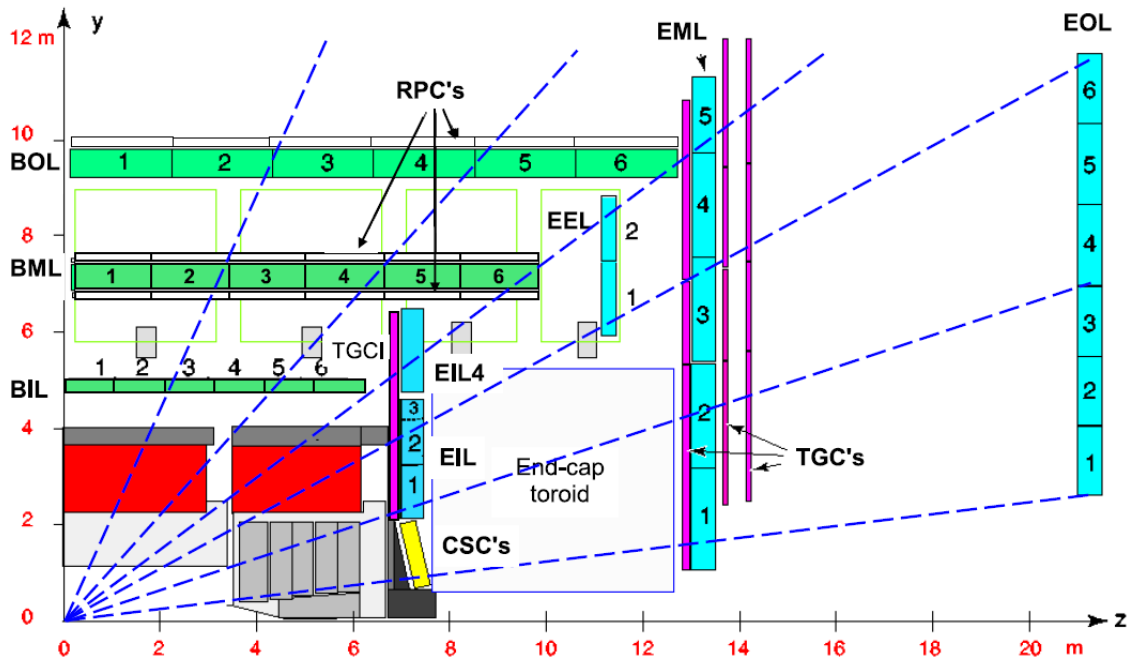 y
12 m
EML
EOL
RPC's
5
6
10
BOL
1 2 3 4 5 6
4
5
8
EEL
2
BML
1 2 3 4 5 6
1
3
4
6
TGCI
3
1 2 3 4 5 6
BIL
EIL4
4
3
2
EIL
1
End-cap
toroid
2
TGC's
2
1
2
CSC's
1
0
z
0 2 4 6 8 10 12 14 16 18 20 m